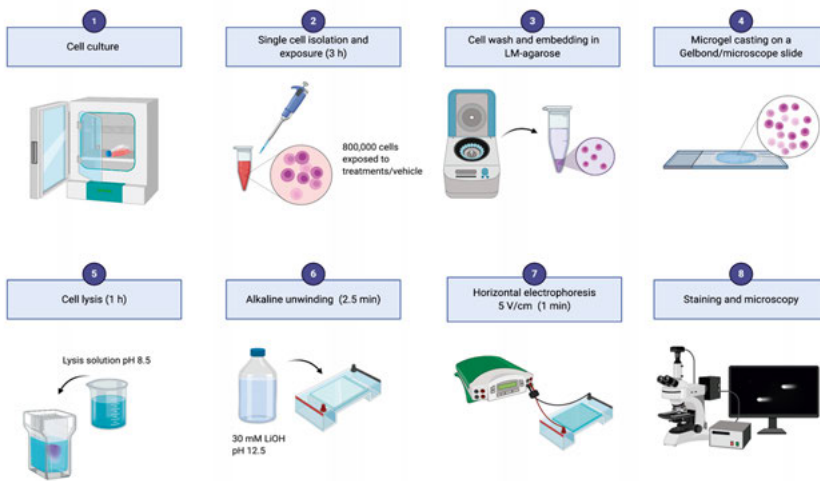 1
Cell culture
2
Single cell isolation and
exposure (3 h)
800,000 cells
exposed to
treatments/vehicle
3
Cell wash and embedding in
LM-agarose
4
Microgel casting on a
Gelbond/microscope slide
5
Cell lysis (1 h)
Lysis solution pH 8.5
6
Alkaline unwinding (2.5 min)
30 mM LiOH
pH 12.5
7
Horizontal electrophoresis
5 V/cm (1 min)
8
Staining and microscopy